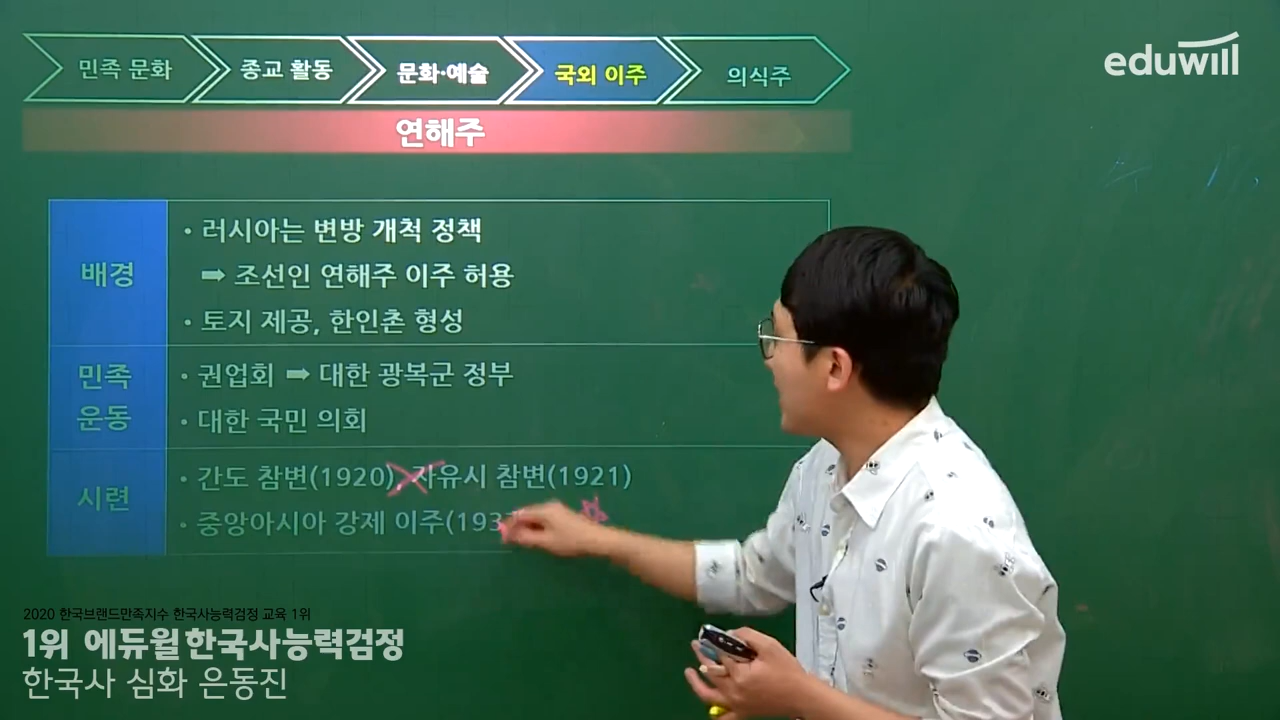 민족 문화
종교 활동
문화·예술
국외 이주
의식주
eduwill
연해주
배경
• 러시아는 변방 개척 정책
➡ 조선인 연해주 이주 허용
• 토지 제공, 한인촌 형성
민족
운동
• 권업회 ➡ 대한 광복군 정부
• 대한 국민 의회
시련
• 간도 참변(1920), 자유시 참변(1921)
• 중앙아시아 강제 이주
2020 한국브랜드만족지수 한국사능력검정 교육 1위
1위 에듀윌 한국사능력검정
한국사 심화 은동진